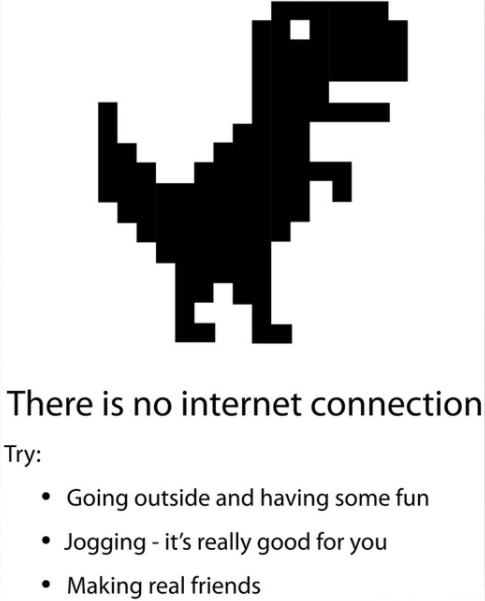 There is no internet connection
Try:
• Going outside and having some fun
• Jogging - it's really good for you
• Making real friends